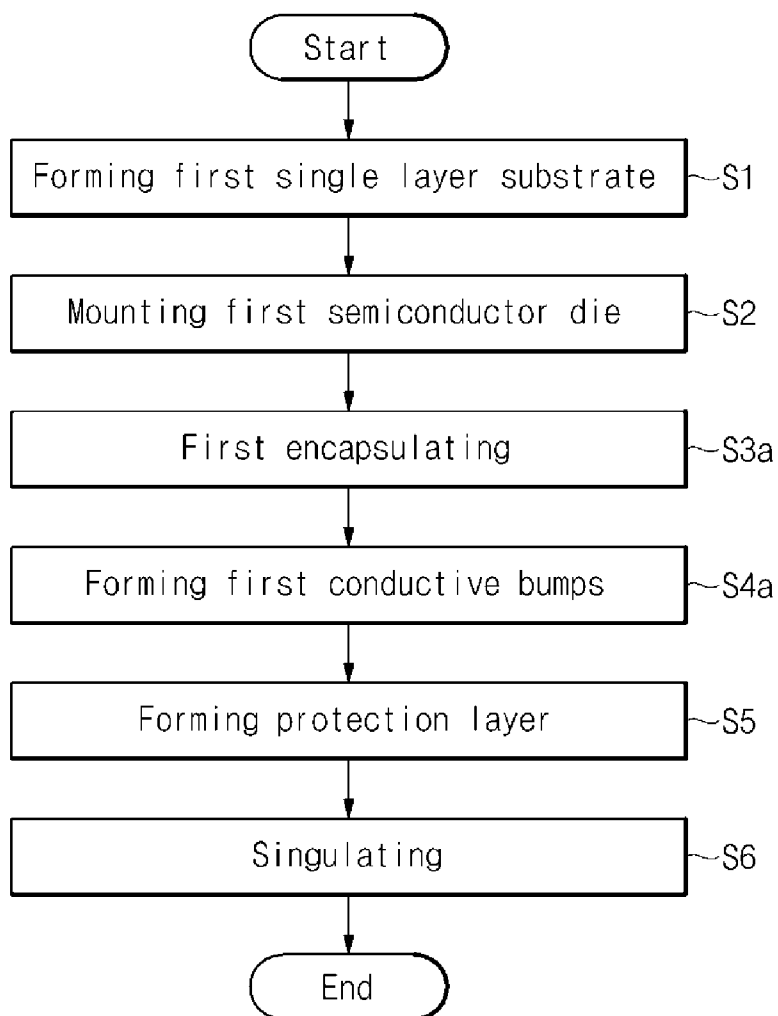 Start
Forming first single layer substrate
S1
Mounting first semiconductor die
S2
First encapsulating
S3a
Forming first conductive bumps
S4a
Forming protection layer
S5
Singulating
S6
End